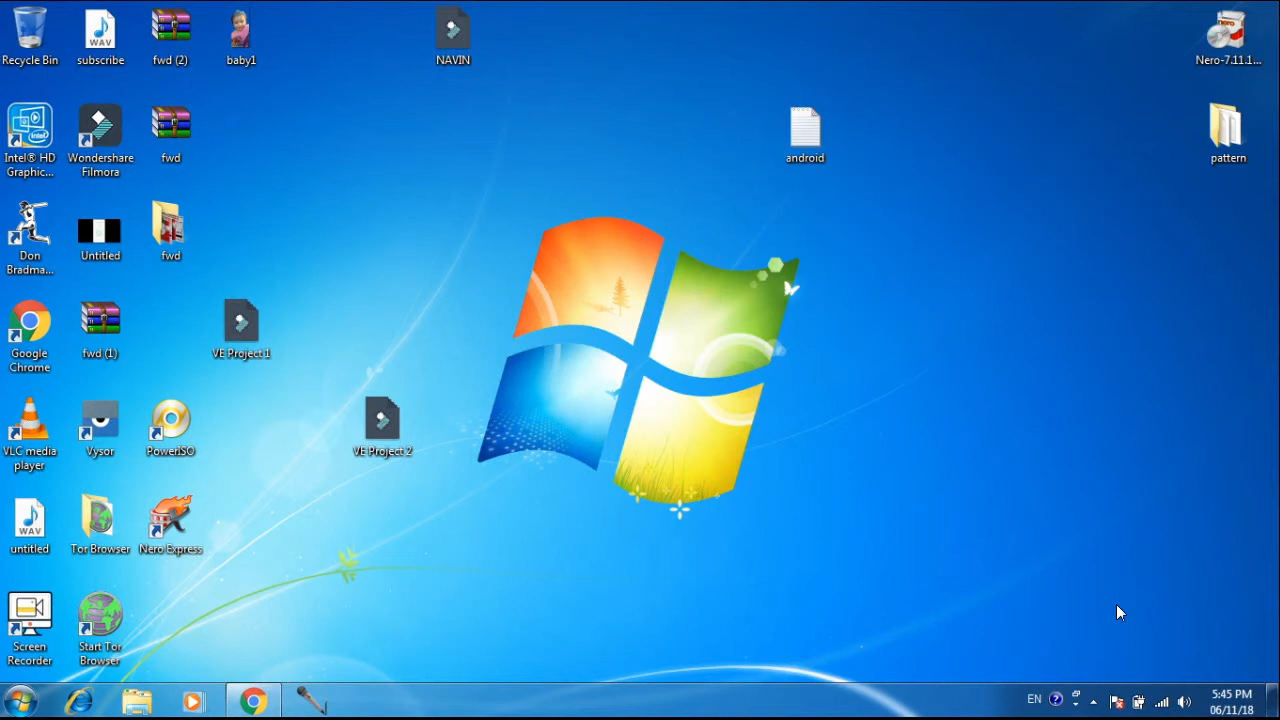 Recycle Bin
subscribe
fwd (2)
baby1
NAVIN
Nero-7.11.1...
WAV
Intel® HD
Graphic...
Wondershare
Filmora
fwd
android
pattern
Don
Bradma...
Untitled
fwd
Google
Chrome
fwd (1)
VE Project 1
VLC media
player
Vysor
PowerISO
VE Project 2
WAV
untitled
Tor Browser
Nero Express
Screen
Recorder
Start Tor
Browser
EN
5:45 PM
06/11/18